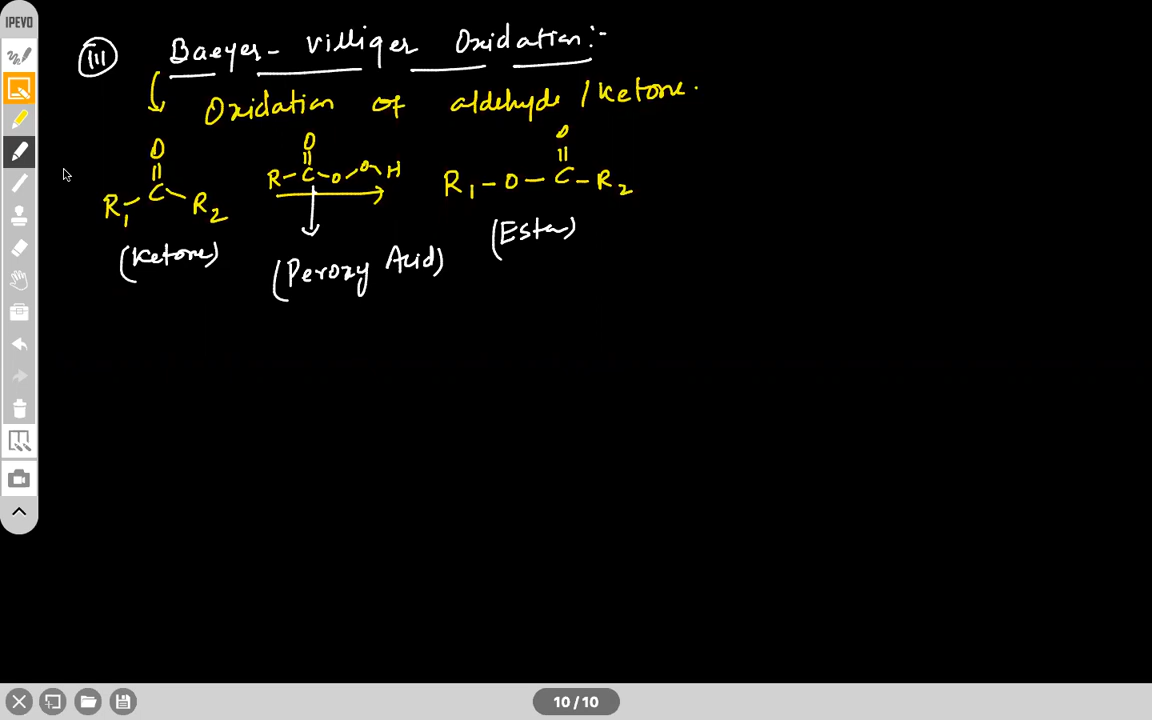 IPEVO
(III) Baeyer-Villiger Oxidation:-
Oxidation of aldehyde / Ketone.
O O O
|| || ||
R1-C-R2 R-C-O-O-H R1-O-C-R2
(Ketone) (Peroxy Acid) (Ester)
10/10